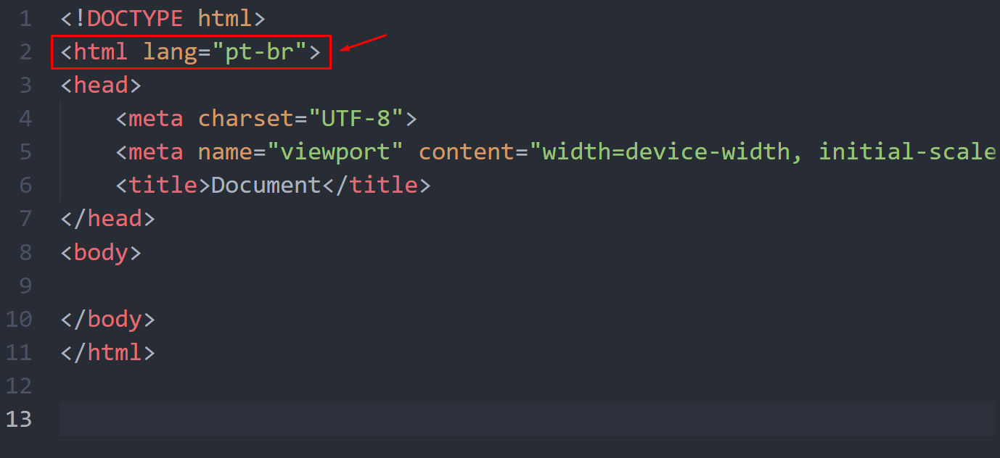 1 <!DOCTYPE html>
2 <html lang="pt-br">
3 <head>
4     <meta charset="UTF-8">
5     <meta name="viewport" content="width=device-width, initial-scale
6     <title>Document</title>
7 </head>
8 <body>
9
10 </body>
11 </html>
12
13